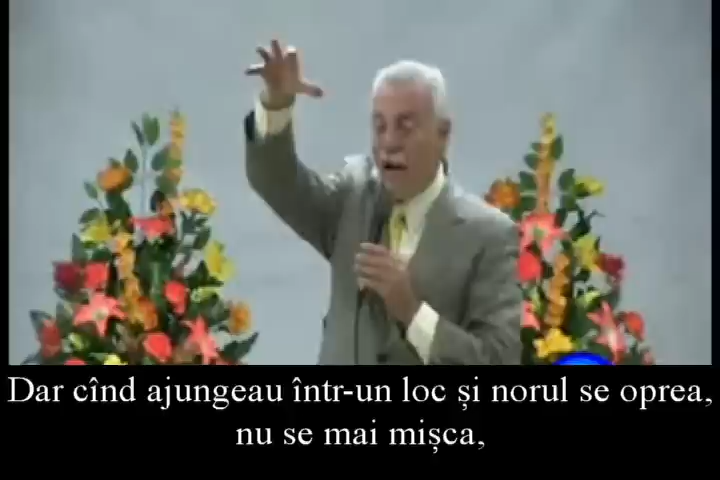 Dar cînd ajungeau într-un loc și norul se oprea,
nu se mai mișca,